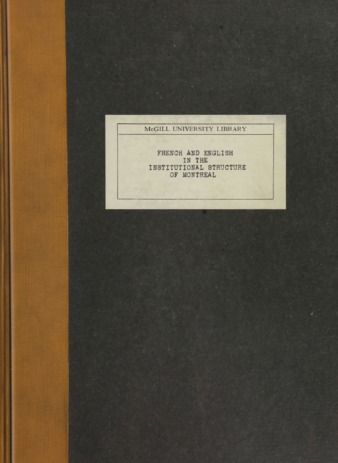 McGILL UNIVERSITY LIBRARY
FRENCH AND ENGLISH
IN THE
INSTITUTIONAL STRUCTURE
OF MONTREAL